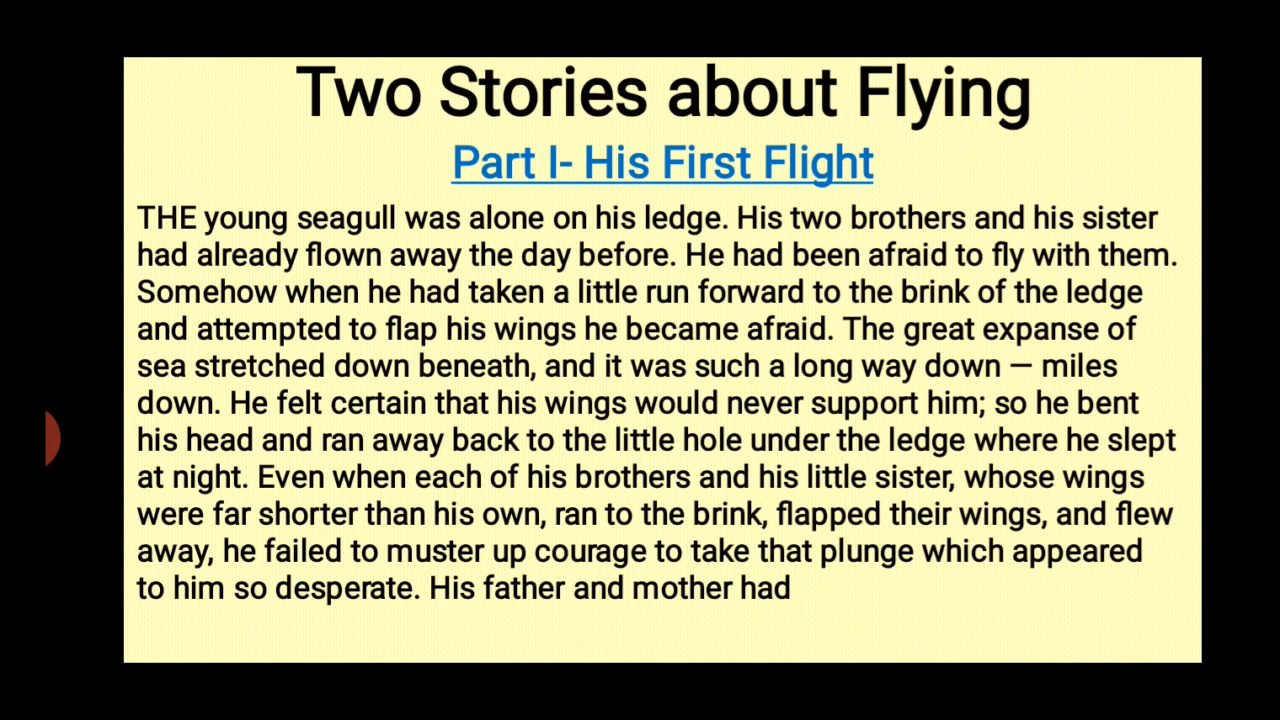 Two Stories about Flying
Part I- His First Flight
THE young seagull was alone on his ledge. His two brothers and his sister
had already flown away the day before. He had been afraid to fly with them.
Somehow when he had taken a little run forward to the brink of the ledge
and attempted to flap his wings he became afraid. The great expanse of
sea stretched down beneath, and it was such a long way down — miles
down. He felt certain that his wings would never support him; so he bent
his head and ran away back to the little hole under the ledge where he slept
at night. Even when each of his brothers and his little sister, whose wings
were far shorter than his own, ran to the brink, flapped their wings, and flew
away, he failed to muster up courage to take that plunge which appeared
to him so desperate. His father and mother had